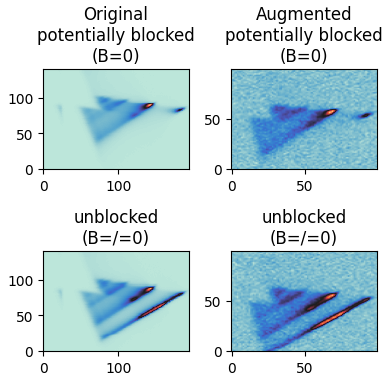 Original
potentially blocked
(B=0)
Augmented
potentially blocked
(B=0)
100
50
0
0
100
50
0
0
50
unblocked
(B=/=0)
unblocked
(B=/=0)
100
50
0
0
100
50
0
0
50